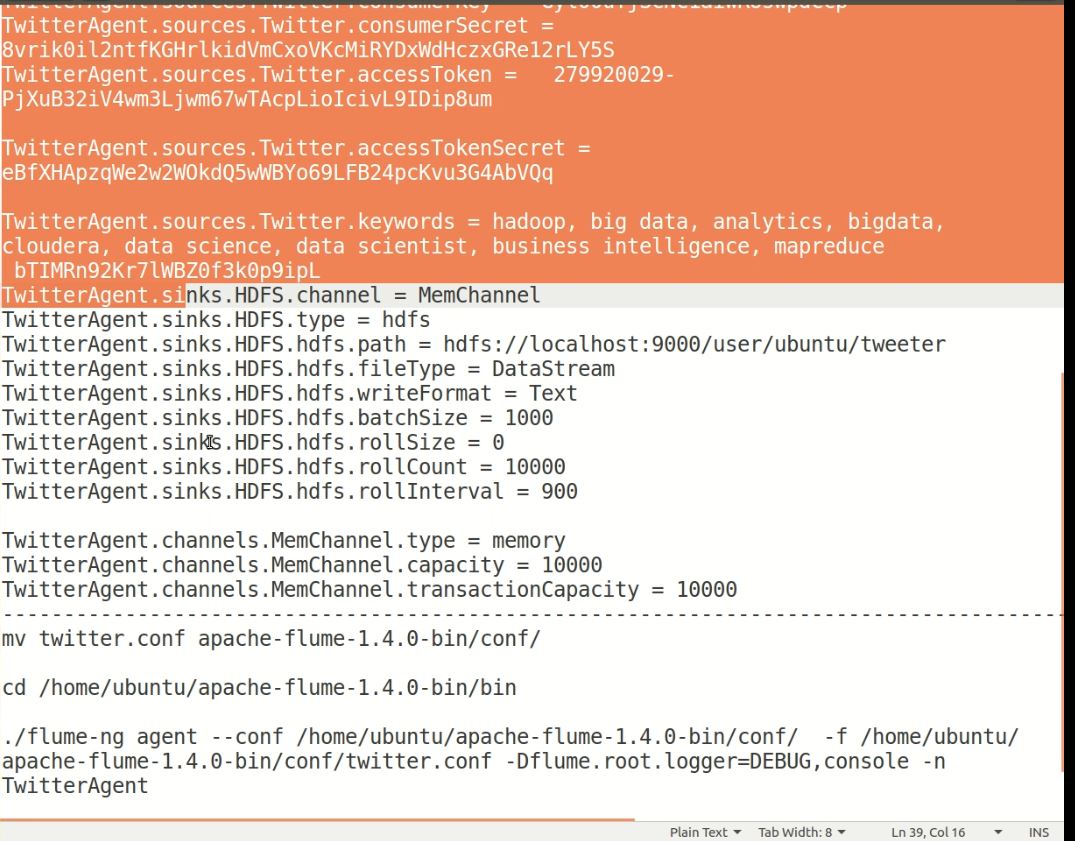 TwitterAgent.sources.Twitter.consumerSecret =
8vrik0il2ntfKGHrlkidVmCxoVKcMiRYDxWdHczxGRe12rLY5S
TwitterAgent.sources.Twitter.accessToken =   279920029-
PjXuB32iV4wm3Ljwm67wTAcpLioIcivL9IDip8um
TwitterAgent.sources.Twitter.accessTokenSecret =
eBfXHApzqWe2w2WOkdQ5wWBYo69LFB24pcKvu3G4AbVQq
TwitterAgent.sources.Twitter.keywords = hadoop, big data, analytics, bigdata,
cloudera, data science, data scientist, business intelligence, mapreduce
bTIMRn92Kr7lWBZ0f3k0p9ipL
TwitterAgent.sinks.HDFS.channel = MemChannel
TwitterAgent.sinks.HDFS.type = hdfs
TwitterAgent.sinks.HDFS.hdfs.path = hdfs://localhost:9000/user/ubuntu/tweeter
TwitterAgent.sinks.HDFS.hdfs.fileType = DataStream
TwitterAgent.sinks.HDFS.hdfs.writeFormat = Text
TwitterAgent.sinks.HDFS.hdfs.batchSize = 1000
TwitterAgent.sinks.HDFS.hdfs.rollSize = 0
TwitterAgent.sinks.HDFS.hdfs.rollCount = 10000
TwitterAgent.sinks.HDFS.hdfs.rollInterval = 900
TwitterAgent.channels.MemChannel.type = memory
TwitterAgent.channels.MemChannel.capacity = 10000
TwitterAgent.channels.MemChannel.transactionCapacity = 10000
---------------------------------------------------------------------------------------
mv twitter.conf apache-flume-1.4.0-bin/conf/
cd /home/ubuntu/apache-flume-1.4.0-bin/bin
./flume-ng agent --conf /home/ubuntu/apache-flume-1.4.0-bin/conf/  -f /home/ubuntu/
apache-flume-1.4.0-bin/conf/twitter.conf -Dflume.root.logger=DEBUG,console -n
TwitterAgent
Plain Text Tab Width: 8 Ln 39, Col 16 INS